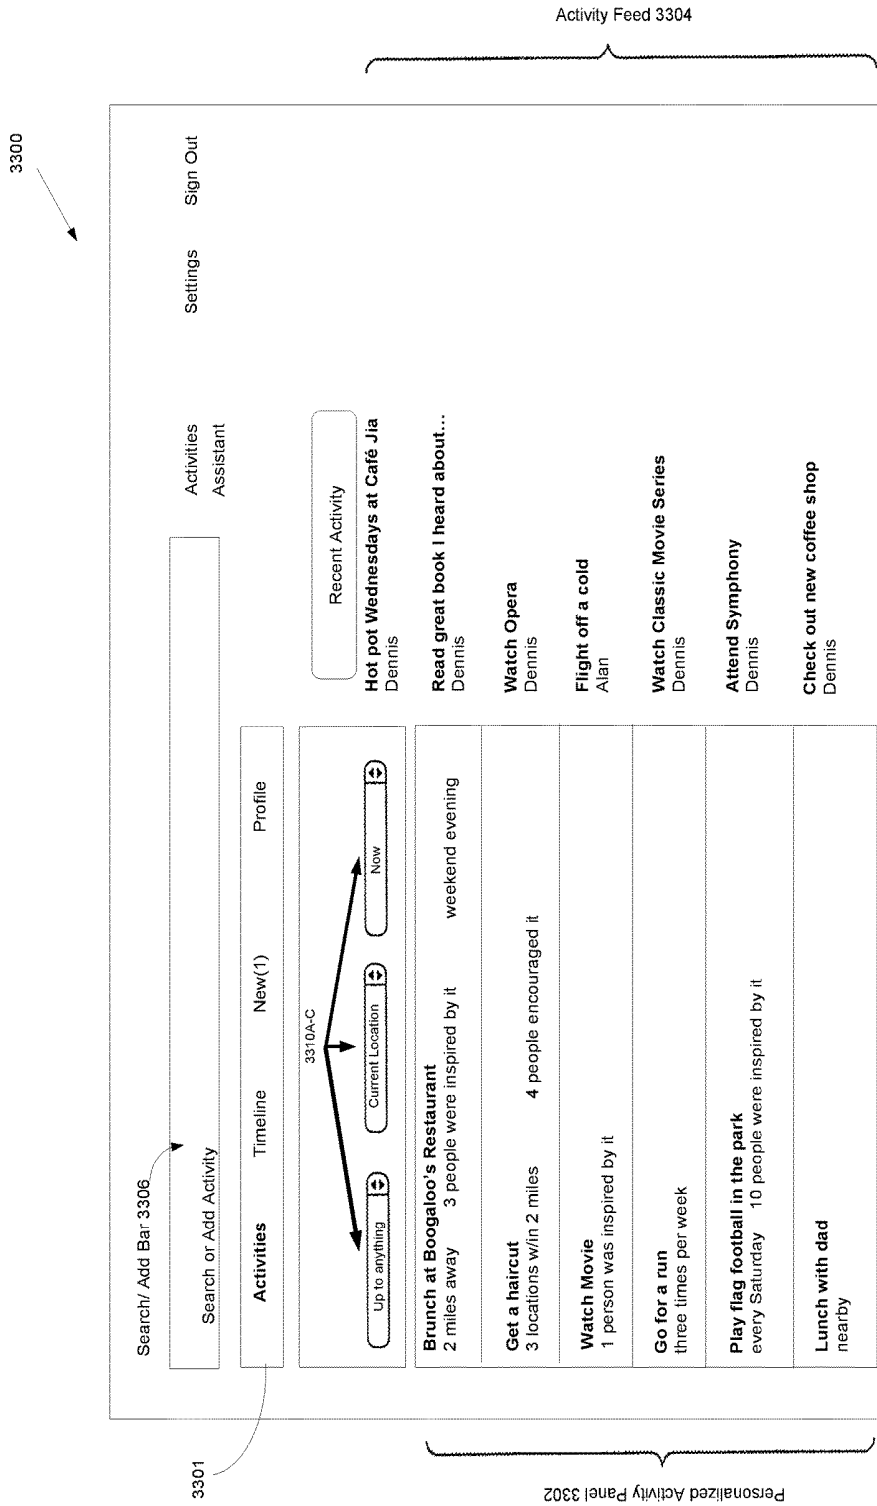 3300
Search/ Add Bar 3306
Search or Add Activity
Activities
Assistant
Settings
Sign Out
3301
Activities Timeline New(1) Profile
3310A-C
Up to anything
Current Location
Now
Recent Activity
Personalized Activity Panel 3302
Brunch at Boogaloo's Restaurant
2 miles away 3 people were inspired by it weekend evening
Get a haircut
3 locations w/in 2 miles 4 people encouraged it
Watch Movie
1 person was inspired by it
Go for a run
three times per week
Play flag football in the park
every Saturday 10 people were inspired by it
Lunch with dad
nearby
Hot pot Wednesdays at Café Jia
Dennis
Read great book I heard about...
Dennis
Watch Opera
Dennis
Flight off a cold
Alan
Watch Classic Movie Series
Dennis
Attend Symphony
Dennis
Check out new coffee shop
Dennis
Activity Feed 3304